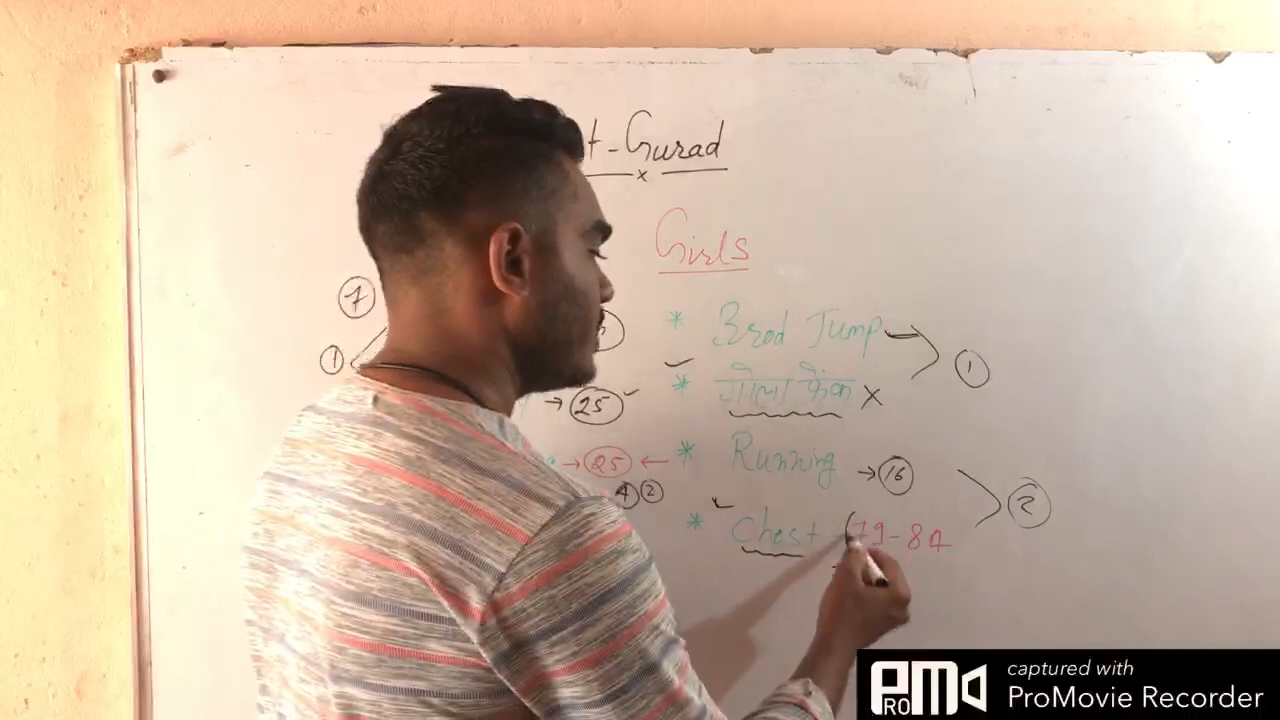 t-Gurad
Girls
* Brod Jump 1
* गोला फेंक ×
* Running → 16
* Chest (79-84 2
7
1
→ 25
→ 25 ←
4 2
captured with
PRO M ProMovie Recorder